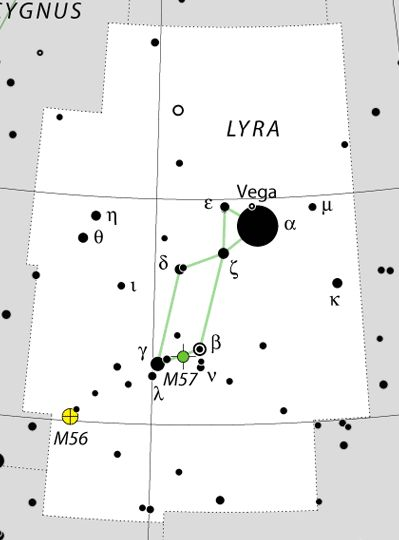 CYGNUS
LYRA
Vega
ε
μ
α
η
θ
ζ
δ
ι
κ
β
γ
M57
ν
λ
M56